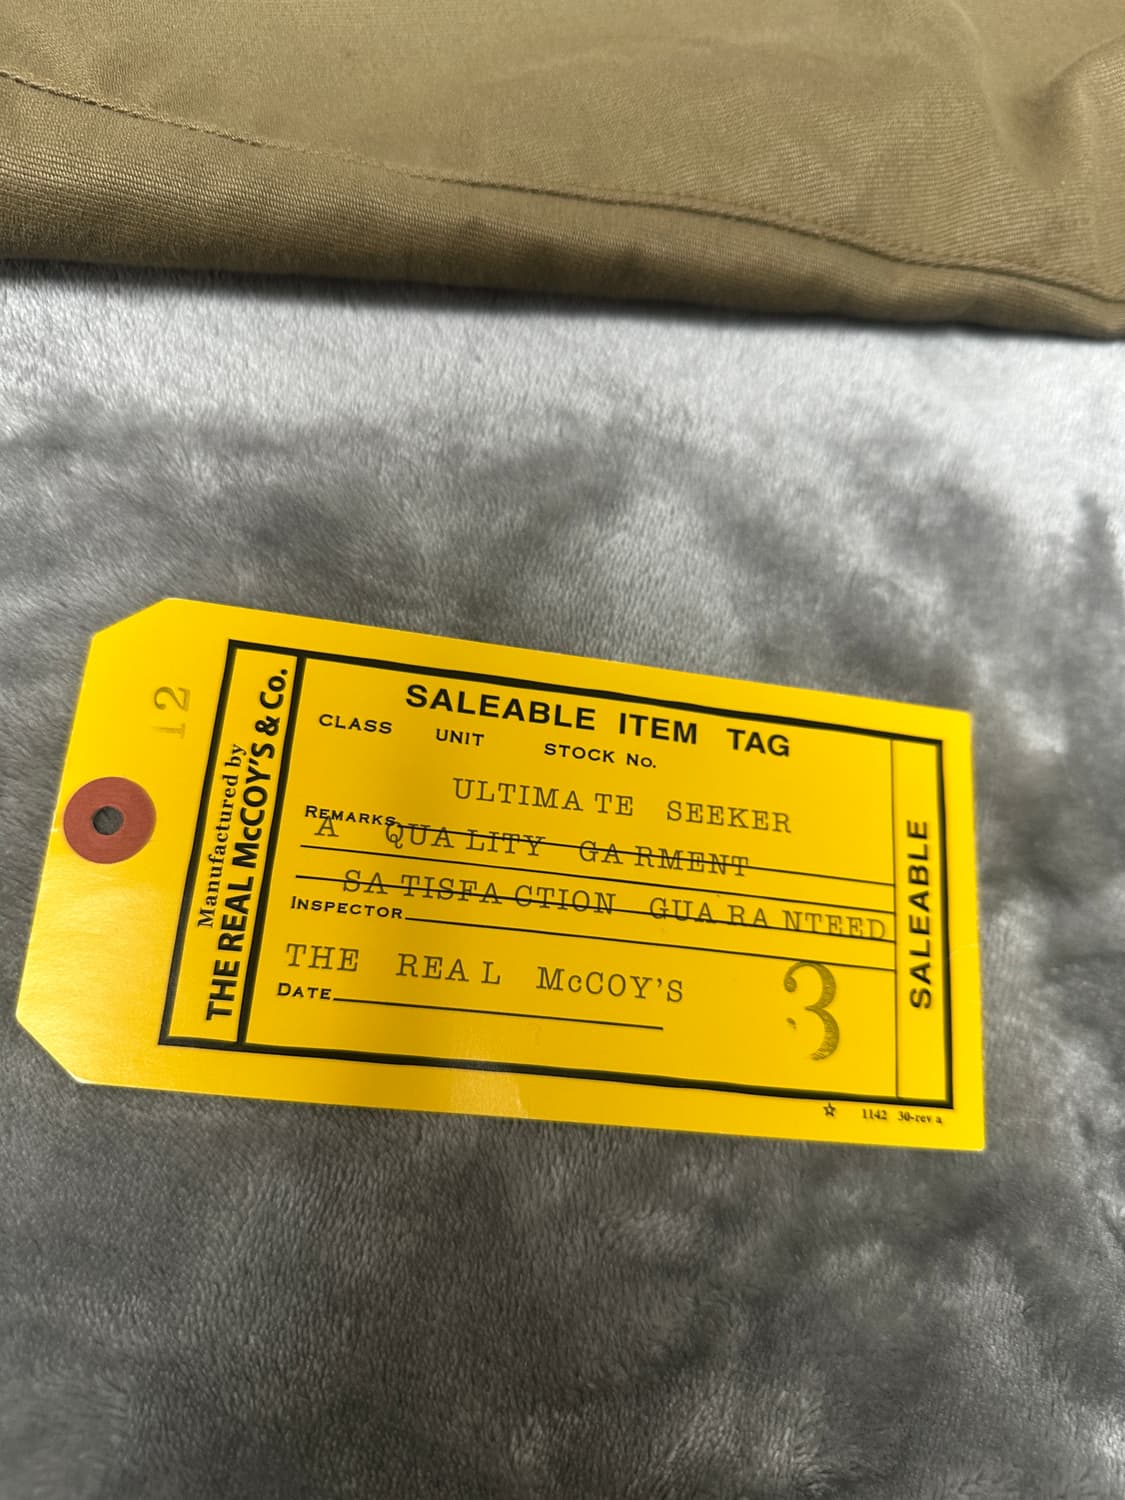 12
Manufactured by
THE REAL McCOY'S & Co.
SALEABLE ITEM TAG
CLASS UNIT STOCK No.
ULTIMATE SEEKER
REMARKS
A QUALITY GARMENT
SATISFACTION GUARANTEED
INSPECTOR
THE REAL McCOY'S
DATE
3
SALEABLE
☆ 1142 30-rev a